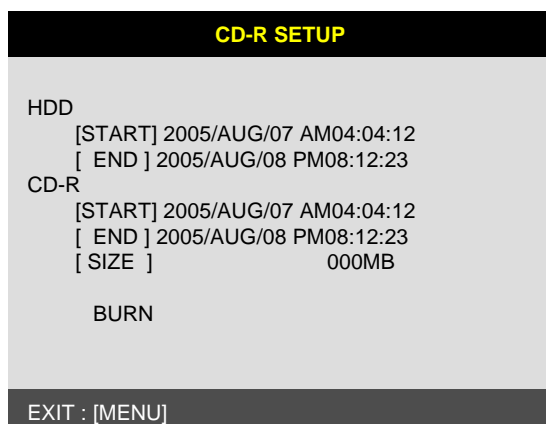 CD-R SETUP
HDD
[START] 2005/AUG/07 AM04:04:12
[ END ] 2005/AUG/08 PM08:12:23
CD-R
[START] 2005/AUG/07 AM04:04:12
[ END ] 2005/AUG/08 PM08:12:23
[ SIZE ] 000MB
BURN
EXIT : [MENU]